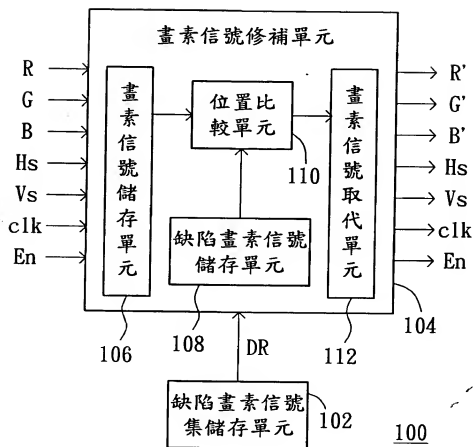 畫素信號修補單元
R
G
B
Hs
Vs
clk
En
畫素信號儲存單元
位置比
較單元
110
缺陷畫素信號
儲存單元
畫素信號取代單元
R'
G'
B'
Hs
Vs
clk
En
106
108
112
104
DR
缺陷畫素信號
集儲存單元
102
100